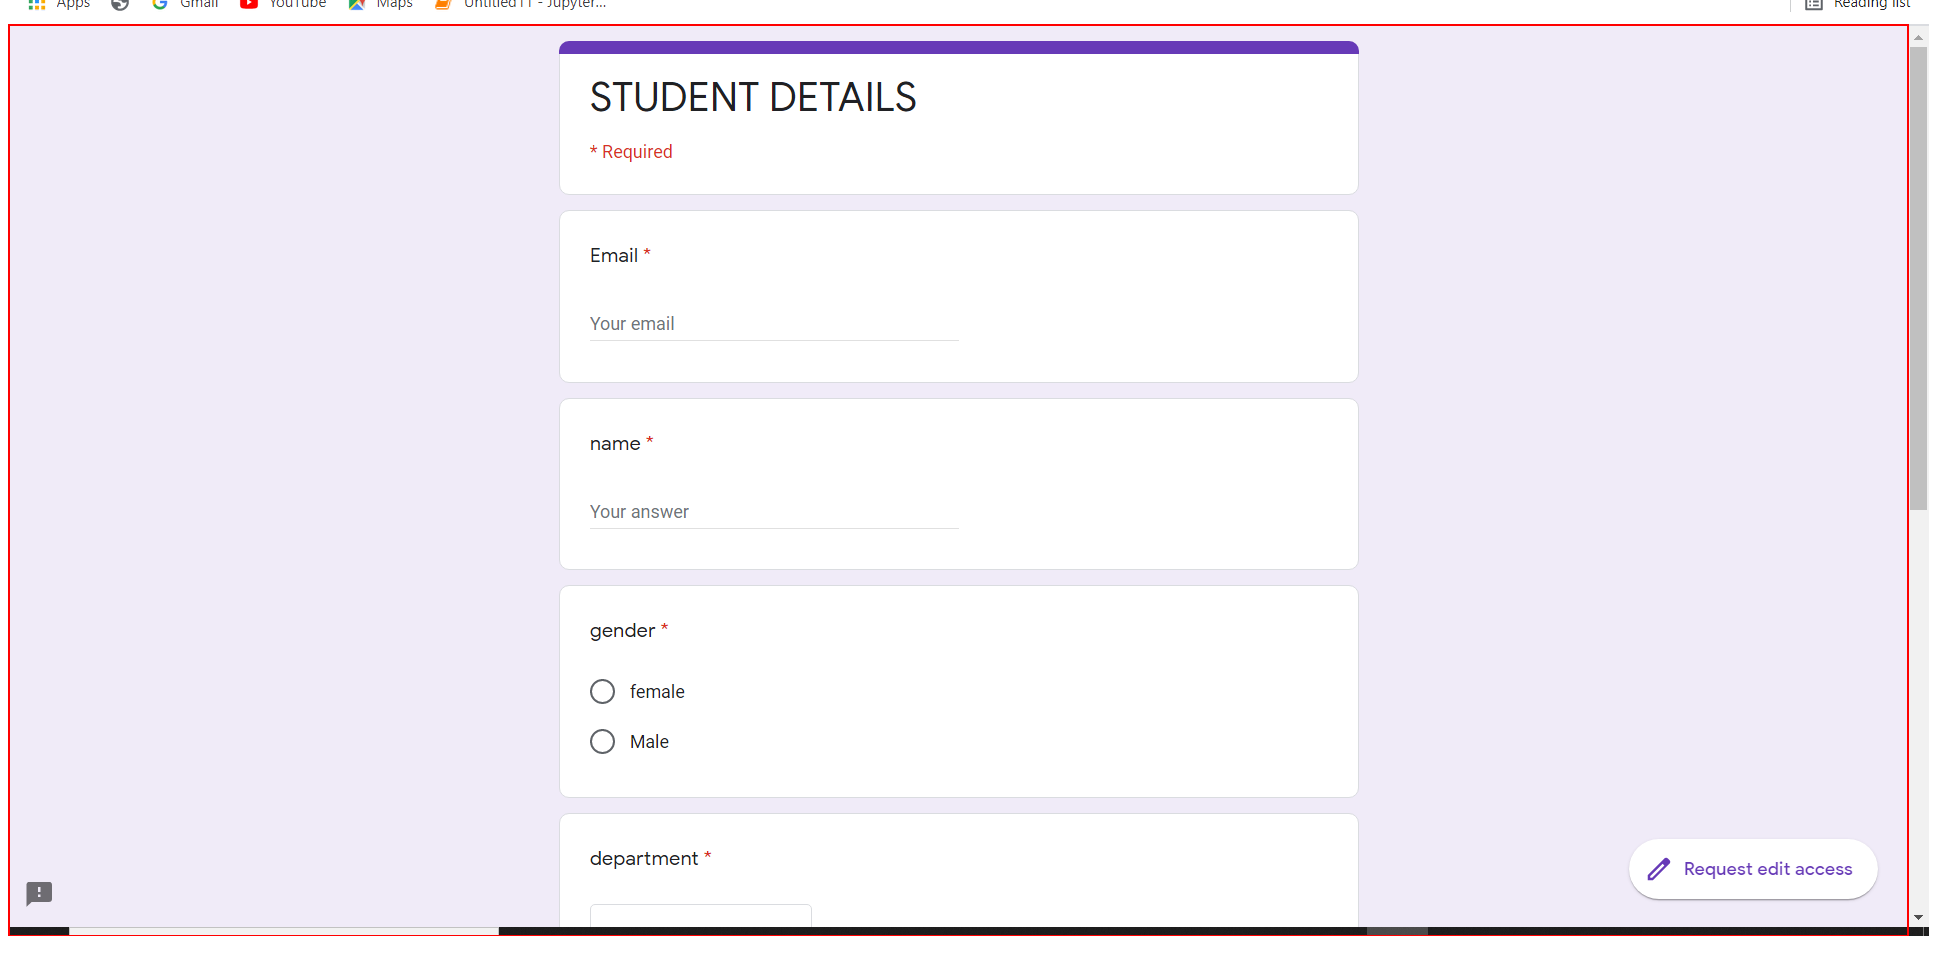 Apps Gmail YouTube Maps Untitled11 - Jupyter... Reading list
STUDENT DETAILS
* Required
Email *
Your email
name *
Your answer
gender *
female
Male
department *
Request edit access